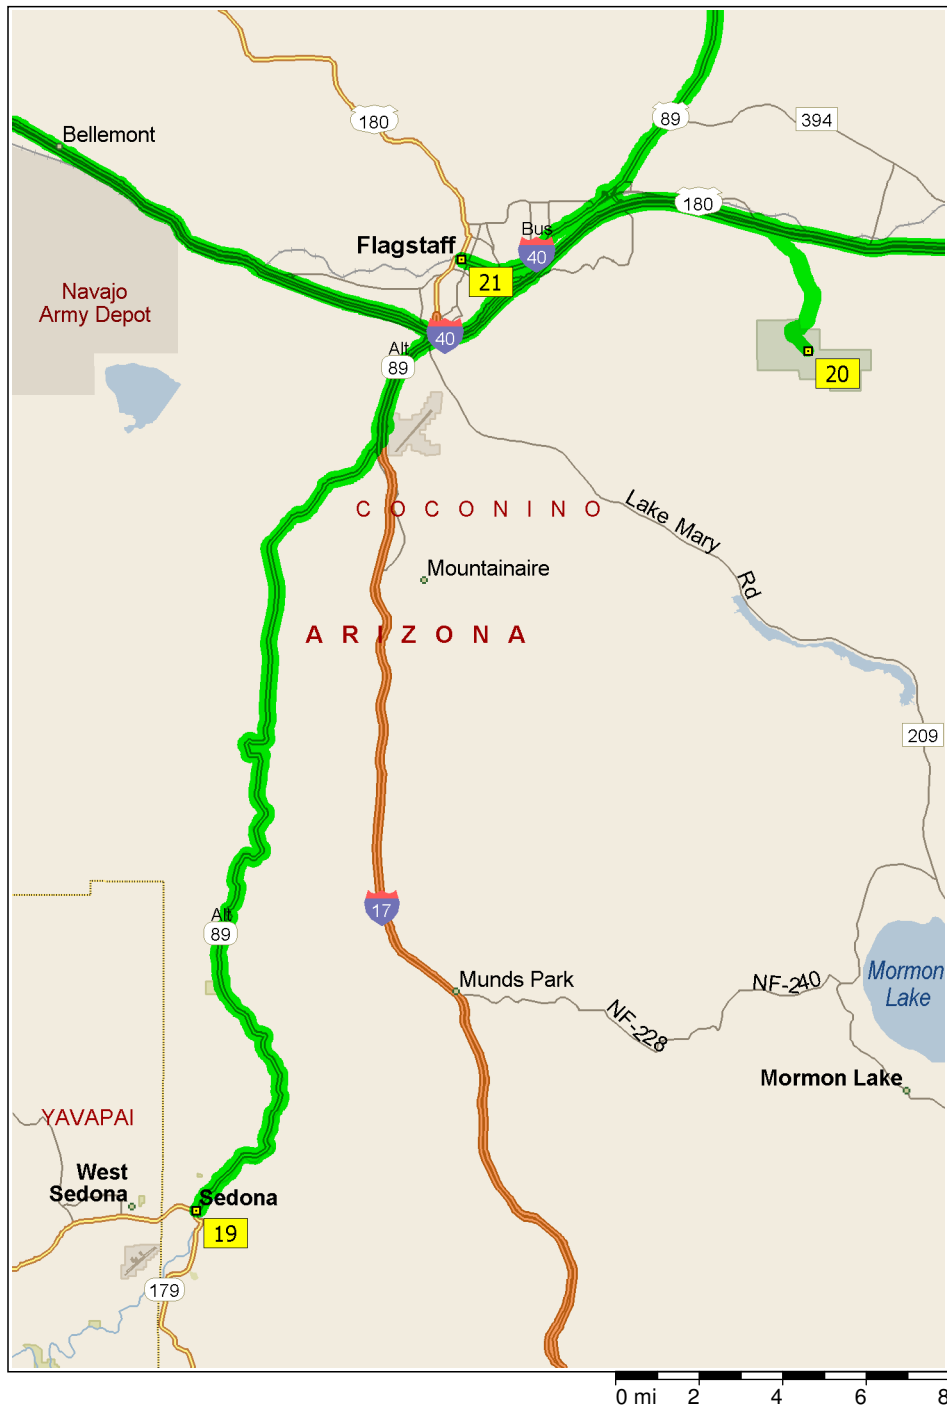 180
89
394
Bellemont
180
Flagstaff
Bus
40
21
Navajo
Army Depot
40
Alt
89
20
COCONINO
Lake Mary Rd
Mountainaire
ARIZONA
209
17
Alt
89
Munds Park
NF-240
Mormon
Lake
NF-228
Mormon Lake
YAVAPAI
West
Sedona
Sedona
19
179
0 mi 2 4 6 8